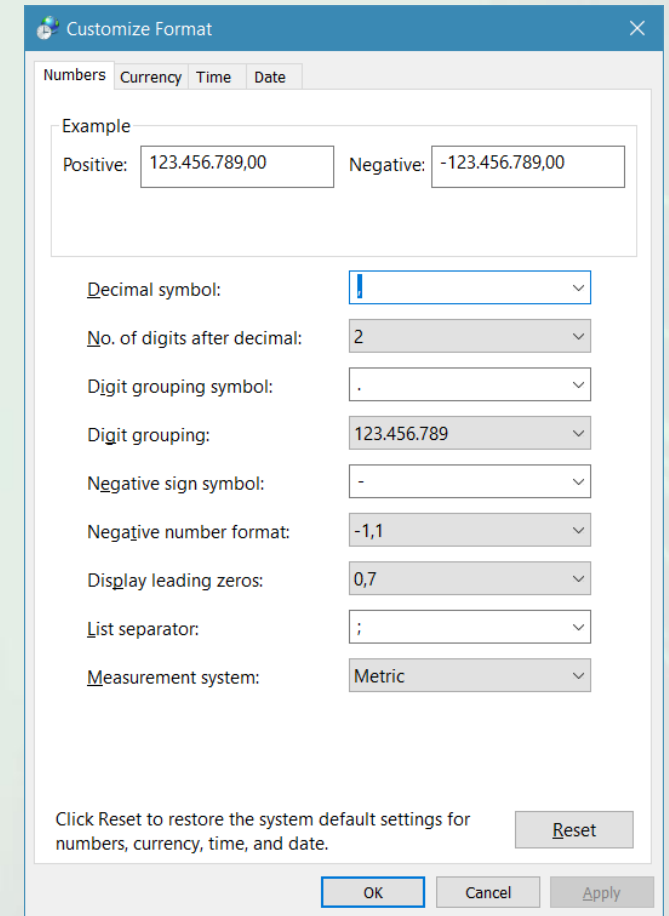 Customize Format
Numbers Currency Time Date
Example
Positive: 123.456.789,00 Negative: -123.456.789,00
Decimal symbol: ,
No. of digits after decimal: 2
Digit grouping symbol: .
Digit grouping: 123.456.789
Negative sign symbol: -
Negative number format: -1,1
Display leading zeros: 0,7
List separator: ;
Measurement system: Metric
Click Reset to restore the system default settings for
numbers, currency, time, and date.
Reset
OK Cancel Apply